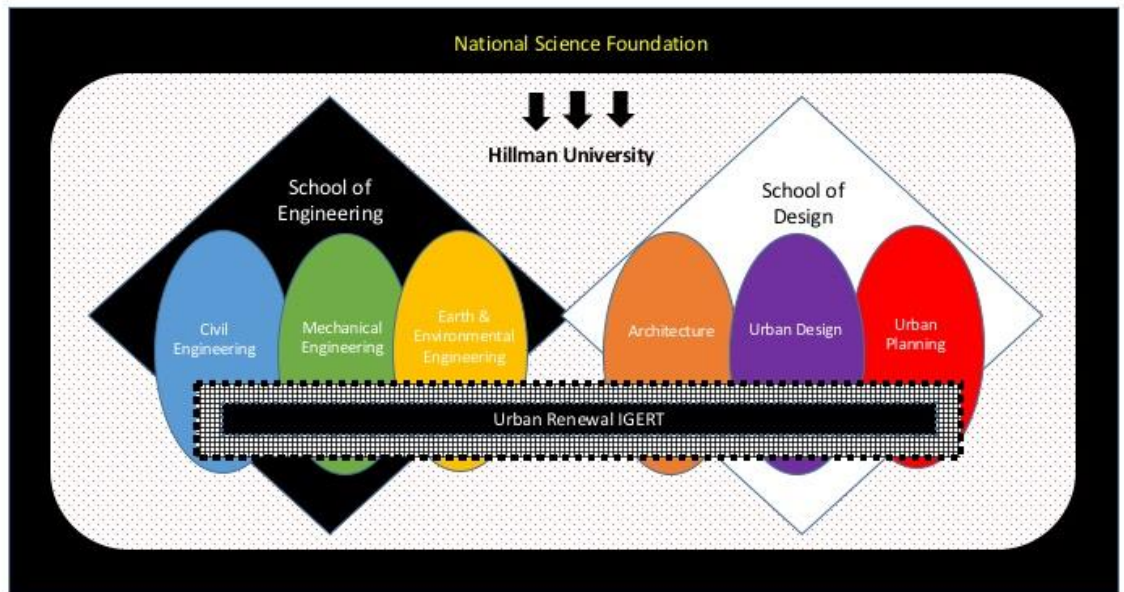 National Science Foundation
Hillman University
School of
Engineering
School of
Design
Civil
Engineering
Mechanical
Engineering
Earth &
Environmental
Engineering
Architecture
Urban Design
Urban
Planning
Urban Renewal IGERT